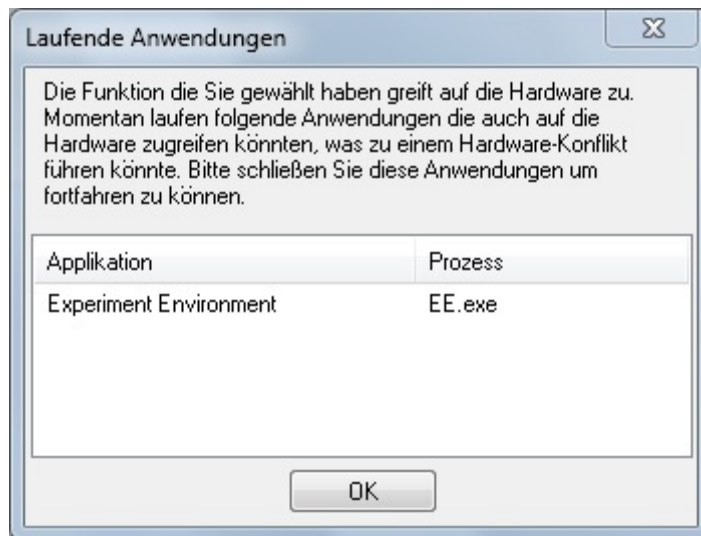 Laufende Anwendungen
Die Funktion die Sie gewählt haben greift auf die Hardware zu.
Momentan laufen folgende Anwendungen die auch auf die
Hardware zugreifen könnten, was zu einem Hardware-Konflikt
führen könnte. Bitte schließen Sie diese Anwendungen um
fortfahren zu können.
Applikation Prozess
Experiment Environment EE.exe
OK